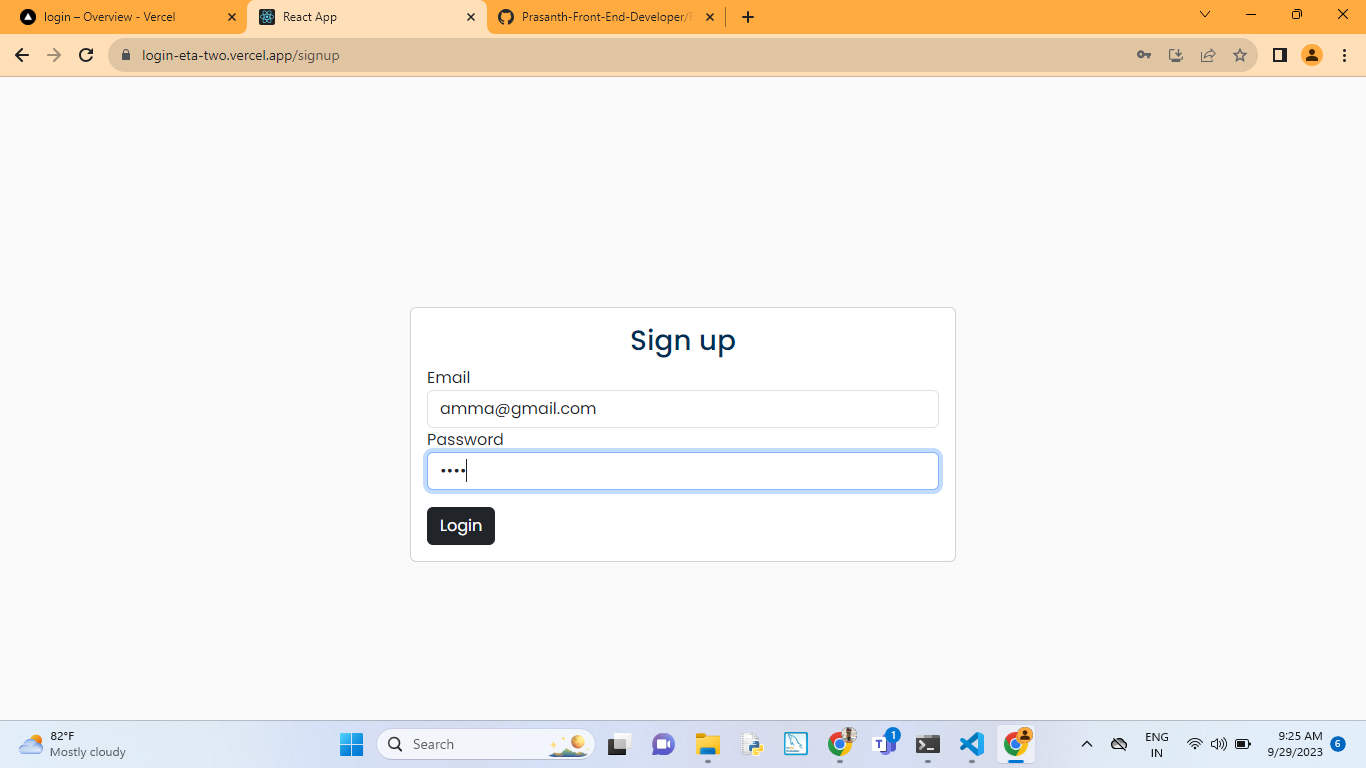 login – Overview - Vercel
React App
Prasanth-Front-End-Developer/
login-eta-two.vercel.app/signup
Sign up
Email
amma@gmail.com
Password
••••
Login
82°F
Mostly cloudy
Search
1
ENG
IN
9:25 AM
9/29/2023
6